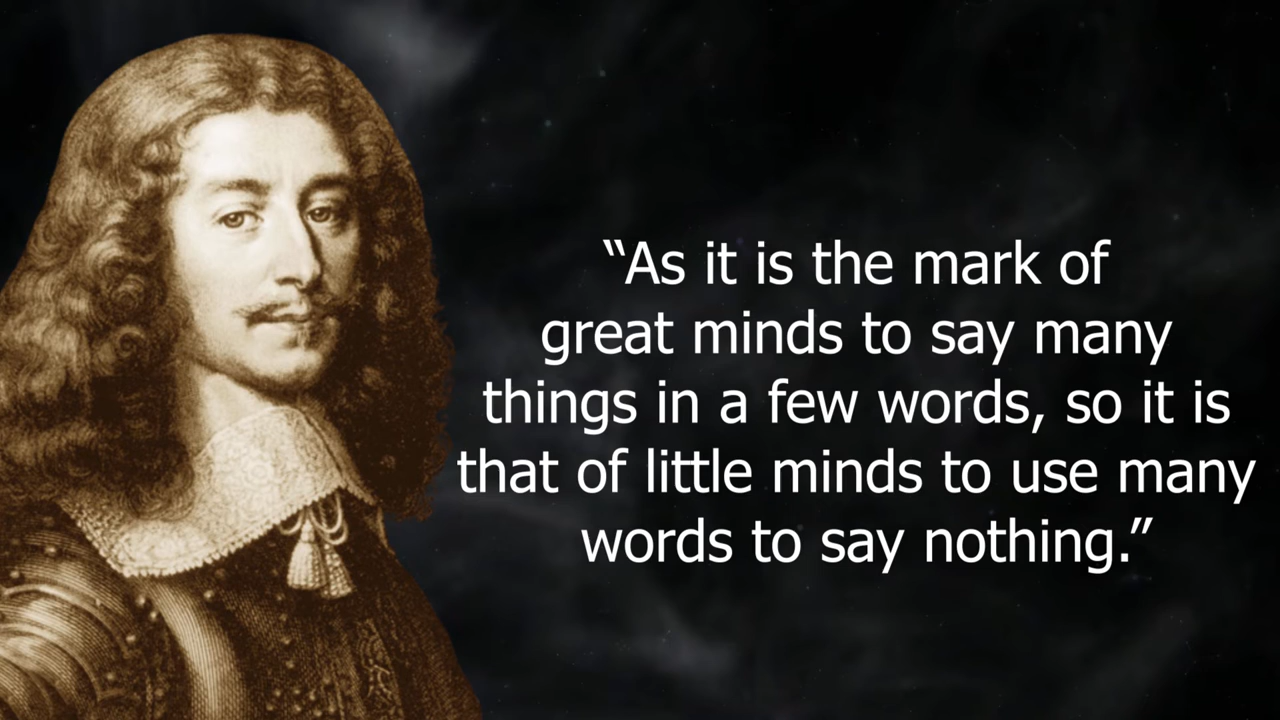 “As it is the mark of
great minds to say many
things in a few words, so it is
that of little minds to use many
words to say nothing.”